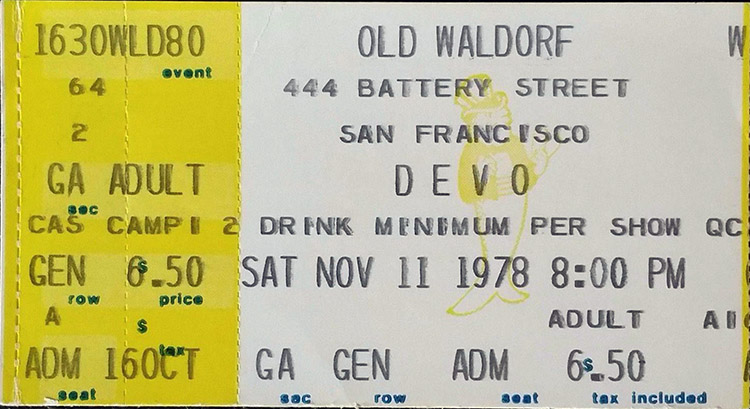 1630WLD80 OLD WALDORF W
event
64 444 BATTERY STREET
2 SAN FRANCISCO
GA ADULT D E V O
sec
CAS CAMPI 2 DRINK MINIMUM PER SHOW QC
GEN $6.50 SAT NOV 11 1978 8:00 PM
row price
A $ ADULT
tax
ADM 16OCT GA GEN ADM $6.50
seat sec row seat tax included